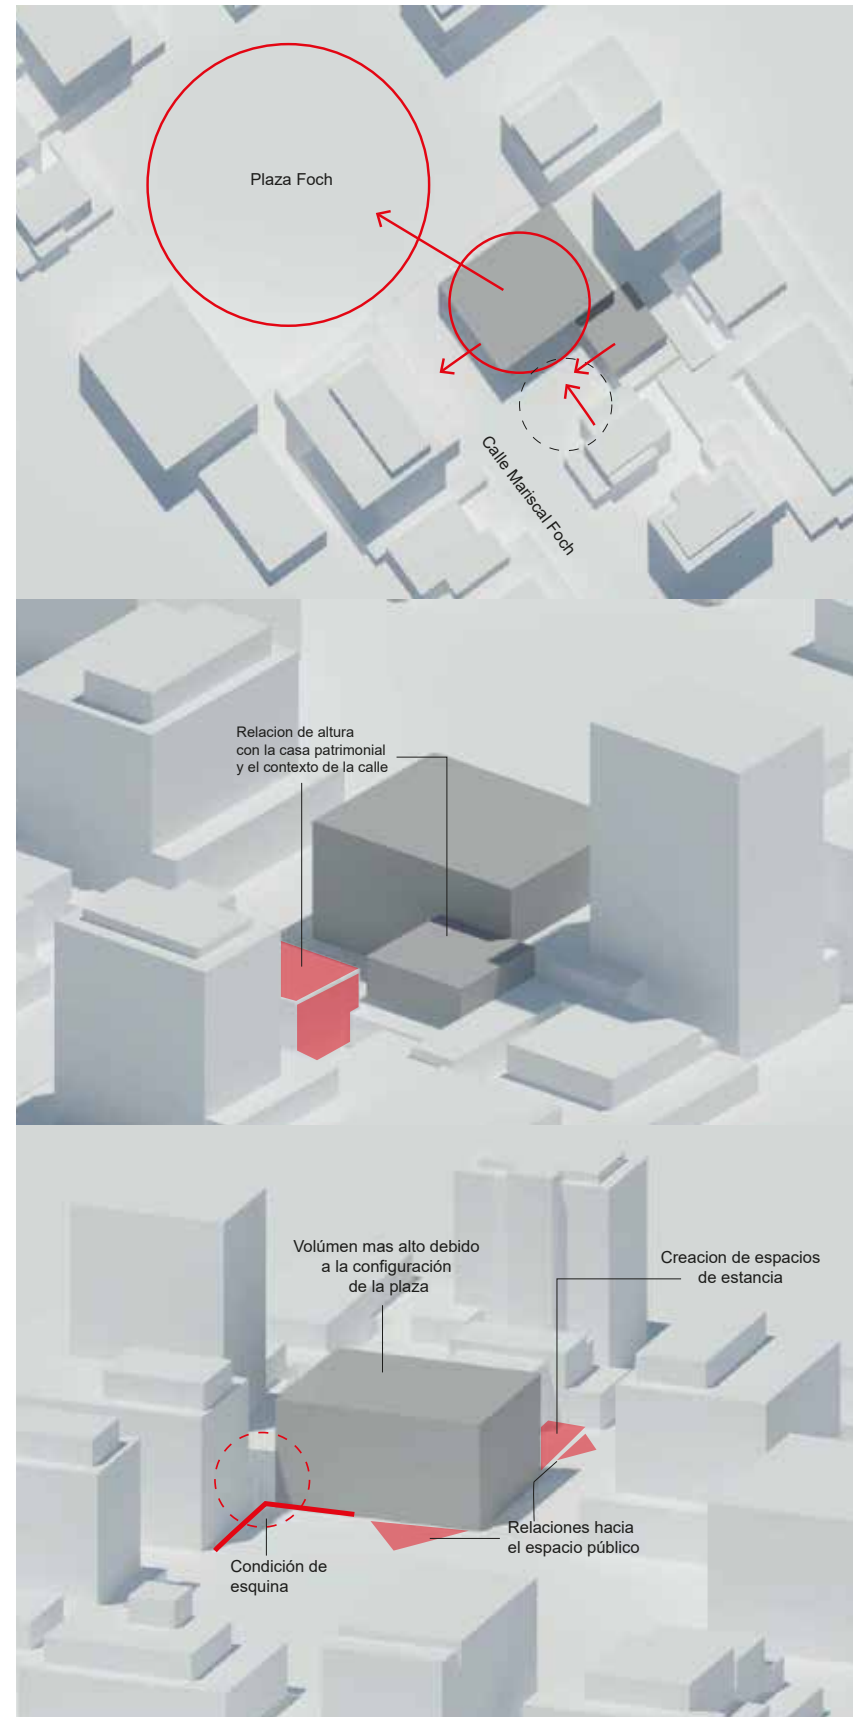 Plaza Foch
Calle Mariscal Foch
Relacion de altura
con la casa patrimonial
y el contexto de la calle
Volúmen mas alto debido
a la configuración
de la plaza
Creacion de espacios
de estancia
Relaciones hacia
el espacio público
Condición de
esquina